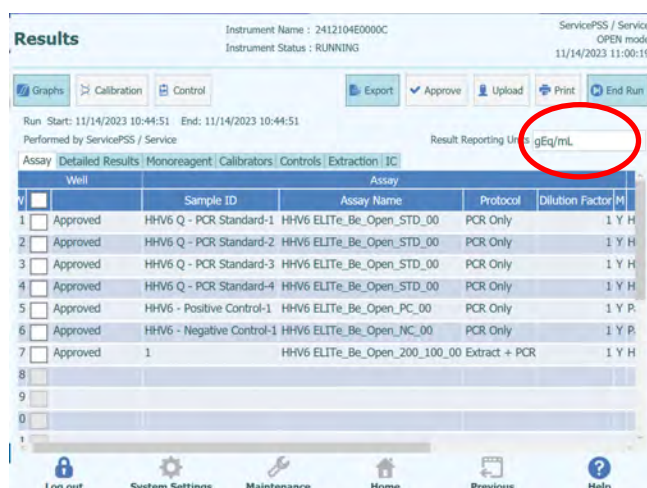 Results
Instrument Name : 2412104E0000C
Instrument Status : RUNNING
ServicePSS / Service
OPEN mode
11/14/2023 11:00:19
Graphs Calibration Control Export Approve Upload Print End Run
Run Start: 11/14/2023 10:44:51 End: 11/14/2023 10:44:51
Performed by ServicePSS / Service
Result Reporting Units gEq/mL
Assay Detailed Results Monoreagent Calibrators Controls Extraction IC
Well Assay
Sample ID Assay Name Protocol Dilution Factor M
1 Approved HHV6 Q - PCR Standard-1 HHV6 ELITe_Be_Open_STD_00 PCR Only 1 Y H
2 Approved HHV6 Q - PCR Standard-2 HHV6 ELITe_Be_Open_STD_00 PCR Only 1 Y H
3 Approved HHV6 Q - PCR Standard-3 HHV6 ELITe_Be_Open_STD_00 PCR Only 1 Y H
4 Approved HHV6 Q - PCR Standard-4 HHV6 ELITe_Be_Open_STD_00 PCR Only 1 Y H
5 Approved HHV6 - Positive Control-1 HHV6 ELITe_Be_Open_PC_00 PCR Only 1 Y P.
6 Approved HHV6 - Negative Control-1 HHV6 ELITe_Be_Open_NC_00 PCR Only 1 Y P.
7 Approved 1 HHV6 ELITe_Be_Open_200_100_00 Extract + PCR 1 Y H
8
9
0
Log out System Settings Maintenance Home Previous Help